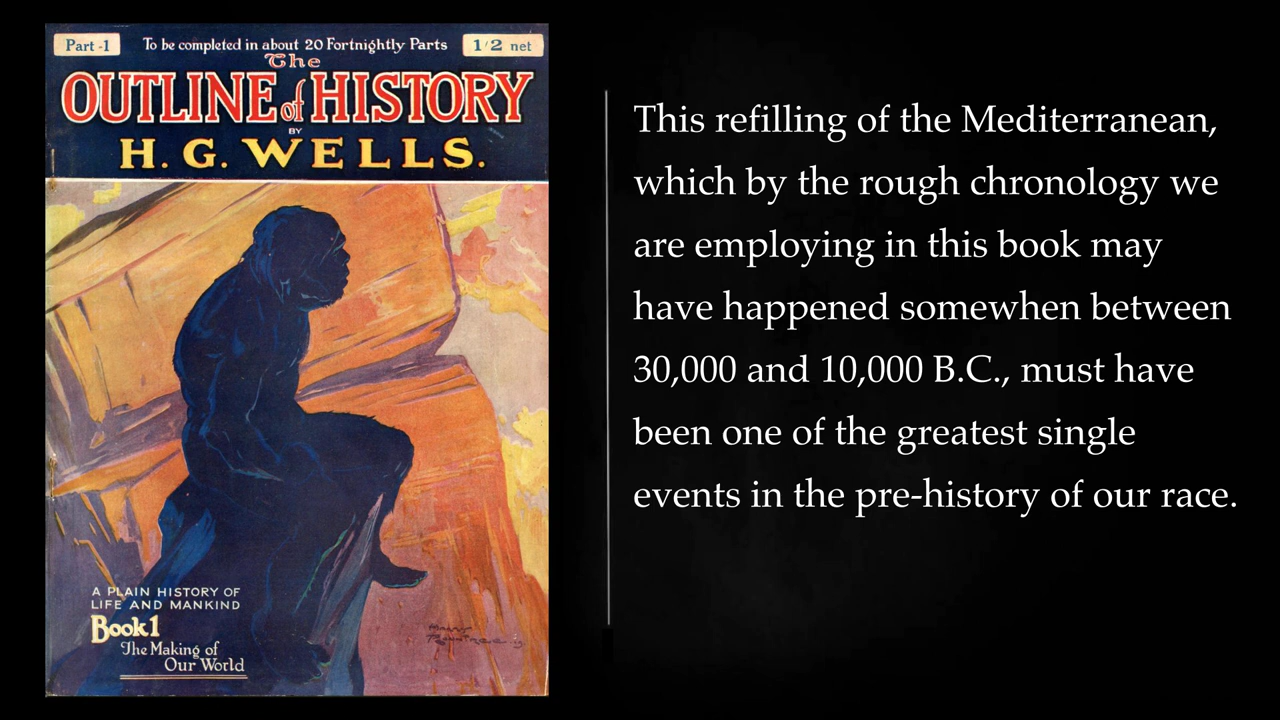 Part -1
To be completed in about 20 Fortnightly Parts
1/2 net
The
OUTLINE of HISTORY
BY
H. G. WELLS.
A PLAIN HISTORY OF
LIFE AND MANKIND
Book 1
The Making of
Our World
This refilling of the Mediterranean,
which by the rough chronology we
are employing in this book may
have happened somewhen between
30,000 and 10,000 B.C., must have
been one of the greatest single
events in the pre-history of our race.